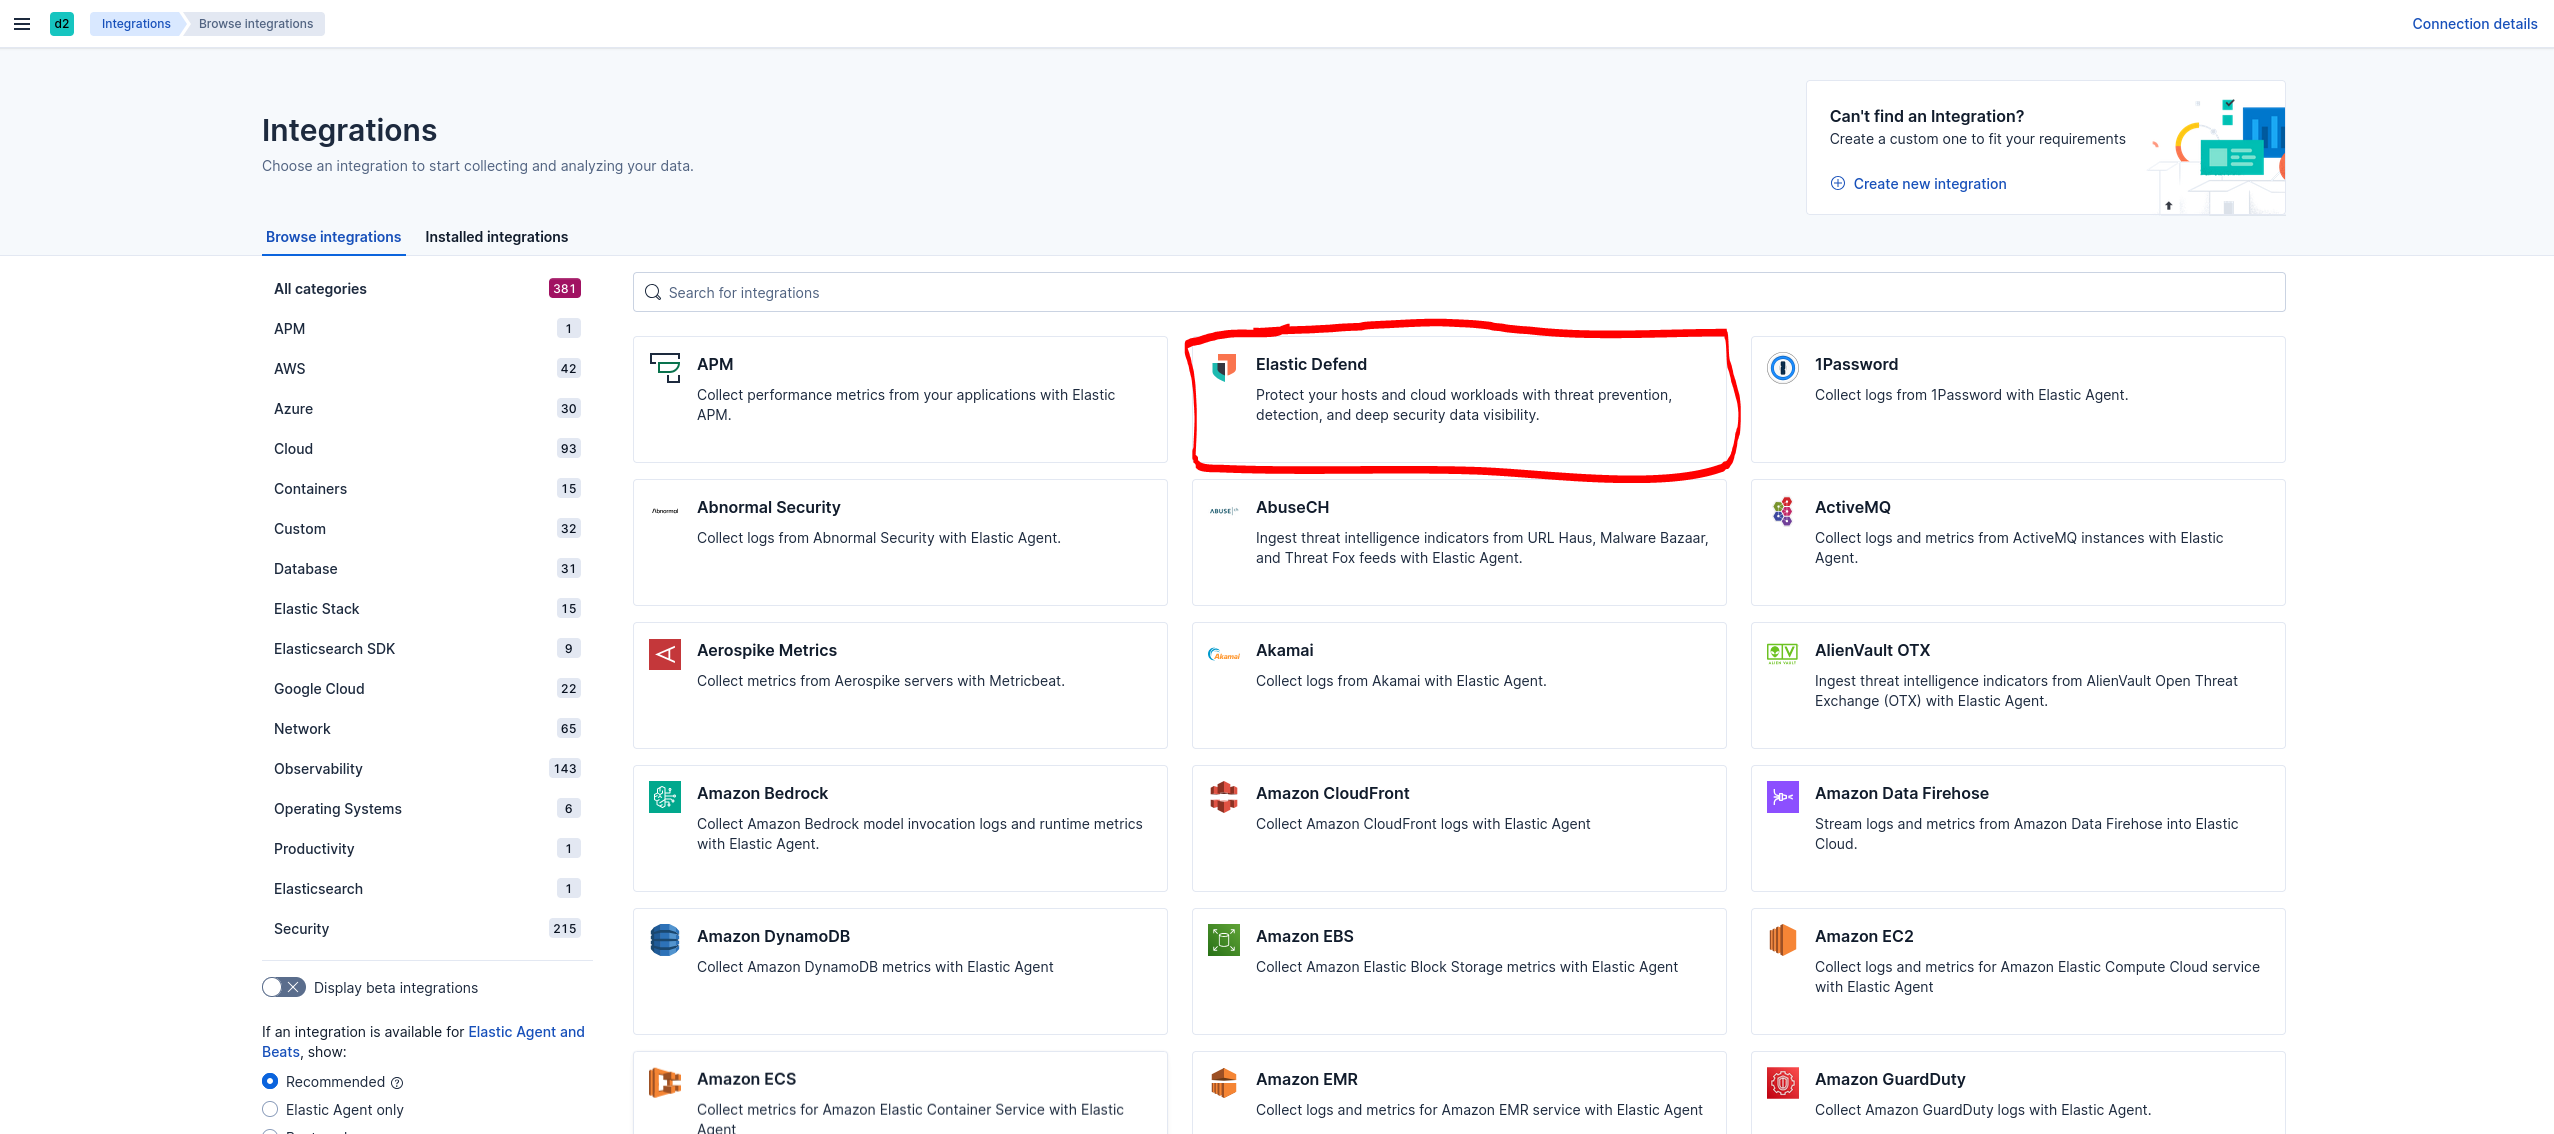 d2
Integrations
Browse integrations
Connection details
Integrations
Choose an integration to start collecting and analyzing your data.
Can't find an Integration?
Create a custom one to fit your requirements
Create new integration
Browse integrations
Installed integrations
All categories 381
APM 1
AWS 42
Azure 30
Cloud 93
Containers 15
Custom 32
Database 31
Elastic Stack 15
Elasticsearch SDK 9
Google Cloud 22
Network 65
Observability 143
Operating Systems 6
Productivity 1
Elasticsearch 1
Security 215
Display beta integrations
If an integration is available for Elastic Agent and
Beats, show:
Recommended
Elastic Agent only
Search for integrations
APM
Collect performance metrics from your applications with Elastic
APM.
Elastic Defend
Protect your hosts and cloud workloads with threat prevention,
detection, and deep security data visibility.
1Password
Collect logs from 1Password with Elastic Agent.
Abnormal
Abnormal Security
Collect logs from Abnormal Security with Elastic Agent.
ABUSE ch
AbuseCH
Ingest threat intelligence indicators from URL Haus, Malware Bazaar,
and Threat Fox feeds with Elastic Agent.
ActiveMQ
Collect logs and metrics from ActiveMQ instances with Elastic
Agent.
Aerospike Metrics
Collect metrics from Aerospike servers with Metricbeat.
Akamai
Akamai
Collect logs from Akamai with Elastic Agent.
ALIEN VAULT
AlienVault OTX
Ingest threat intelligence indicators from AlienVault Open Threat
Exchange (OTX) with Elastic Agent.
Amazon Bedrock
Collect Amazon Bedrock model invocation logs and runtime metrics
with Elastic Agent.
Amazon CloudFront
Collect Amazon CloudFront logs with Elastic Agent
Amazon Data Firehose
Stream logs and metrics from Amazon Data Firehose into Elastic
Cloud.
Amazon DynamoDB
Collect Amazon DynamoDB metrics with Elastic Agent
Amazon EBS
Collect Amazon Elastic Block Storage metrics with Elastic Agent
Amazon EC2
Collect logs and metrics for Amazon Elastic Compute Cloud service
with Elastic Agent
Amazon ECS
Collect metrics for Amazon Elastic Container Service with Elastic
Agent
Amazon EMR
Collect logs and metrics for Amazon EMR service with Elastic Agent
Amazon GuardDuty
Collect Amazon GuardDuty logs with Elastic Agent.